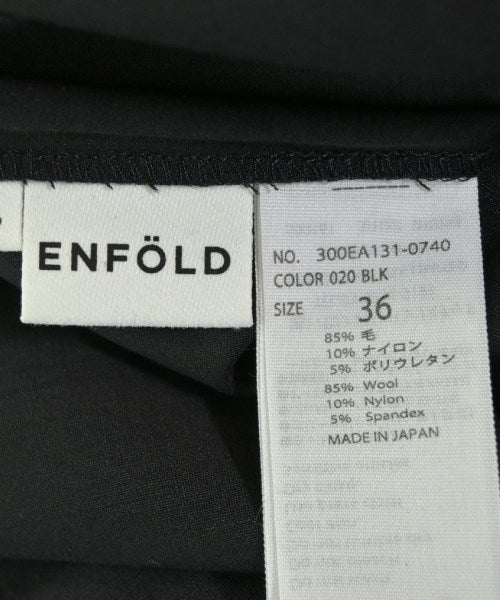 ENFÖLD
NO. 300EA131-0740
COLOR 020 BLK
SIZE 36
85% 毛
10% ナイロン
5% ポリウレタン
85% Wool
10% Nylon
5% Spandex
MADE IN JAPAN